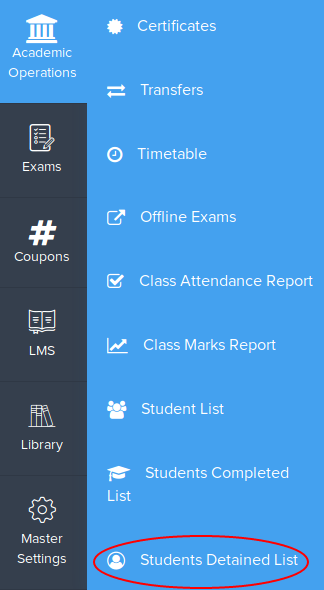 Academic
Operations
Exams
Coupons
LMS
Library
Master
Settings
Certificates
Transfers
Timetable
Offline Exams
Class Attendance Report
Class Marks Report
Student List
Students Completed
List
Students Detained List